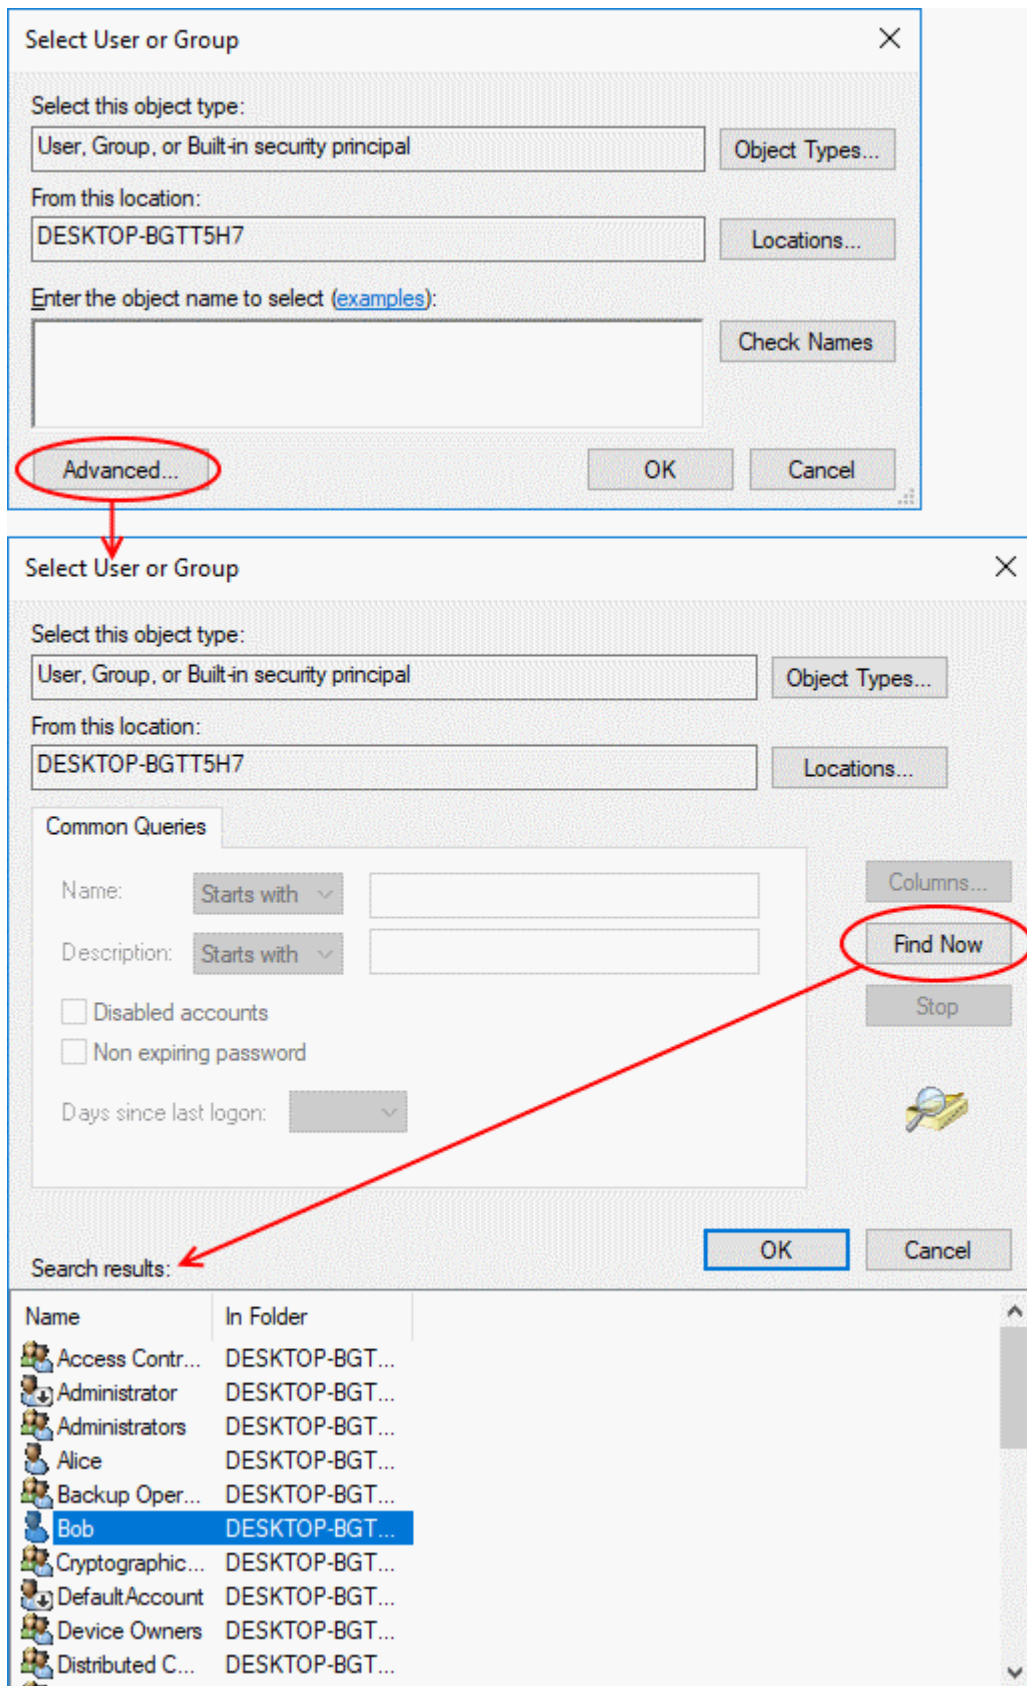 Select User or Group
Select this object type:
User, Group, or Built-in security principal
Object Types...
From this location:
DESKTOP-BGTT5H7
Locations...
Enter the object name to select (examples):
Check Names
Advanced...
OK
Cancel
Select User or Group
Select this object type:
User, Group, or Built-in security principal
Object Types...
From this location:
DESKTOP-BGTT5H7
Locations...
Common Queries
Name: Starts with
Columns...
Description: Starts with
Find Now
Disabled accounts
Stop
Non expiring password
Days since last logon:
OK
Cancel
Search results:
Name In Folder
Access Contr... DESKTOP-BGT...
Administrator DESKTOP-BGT...
Administrators DESKTOP-BGT...
Alice DESKTOP-BGT...
Backup Oper... DESKTOP-BGT...
Bob DESKTOP-BGT...
Cryptographic... DESKTOP-BGT...
DefaultAccount DESKTOP-BGT...
Device Owners DESKTOP-BGT...
Distributed C... DESKTOP-BGT...